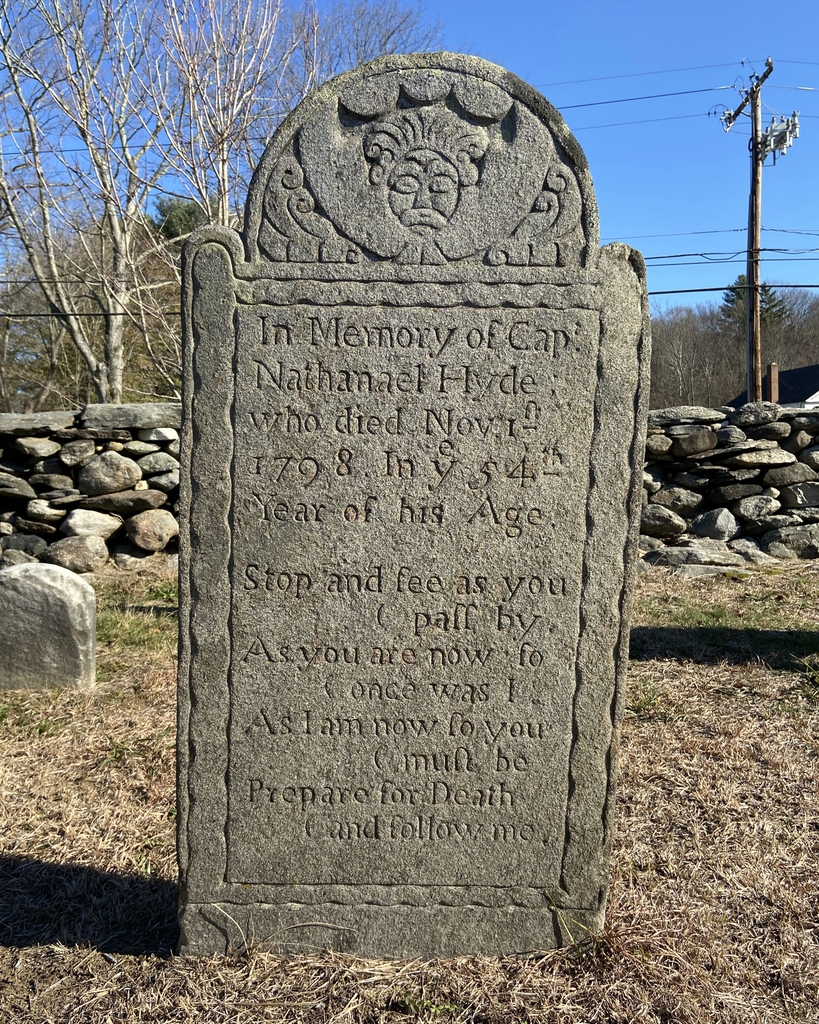 In Memory of Capᵗ.
Nathanael Hyde
who died Nov. 1ſᵗ
1798. In yᵉ 54ᵗʰ
Year of his Age.
Stop and ſee as you
( paſſ by.
As you are now ſo
( once was I.
As I am now ſo you
( muſt be
Prepare for Death
( and follow me.